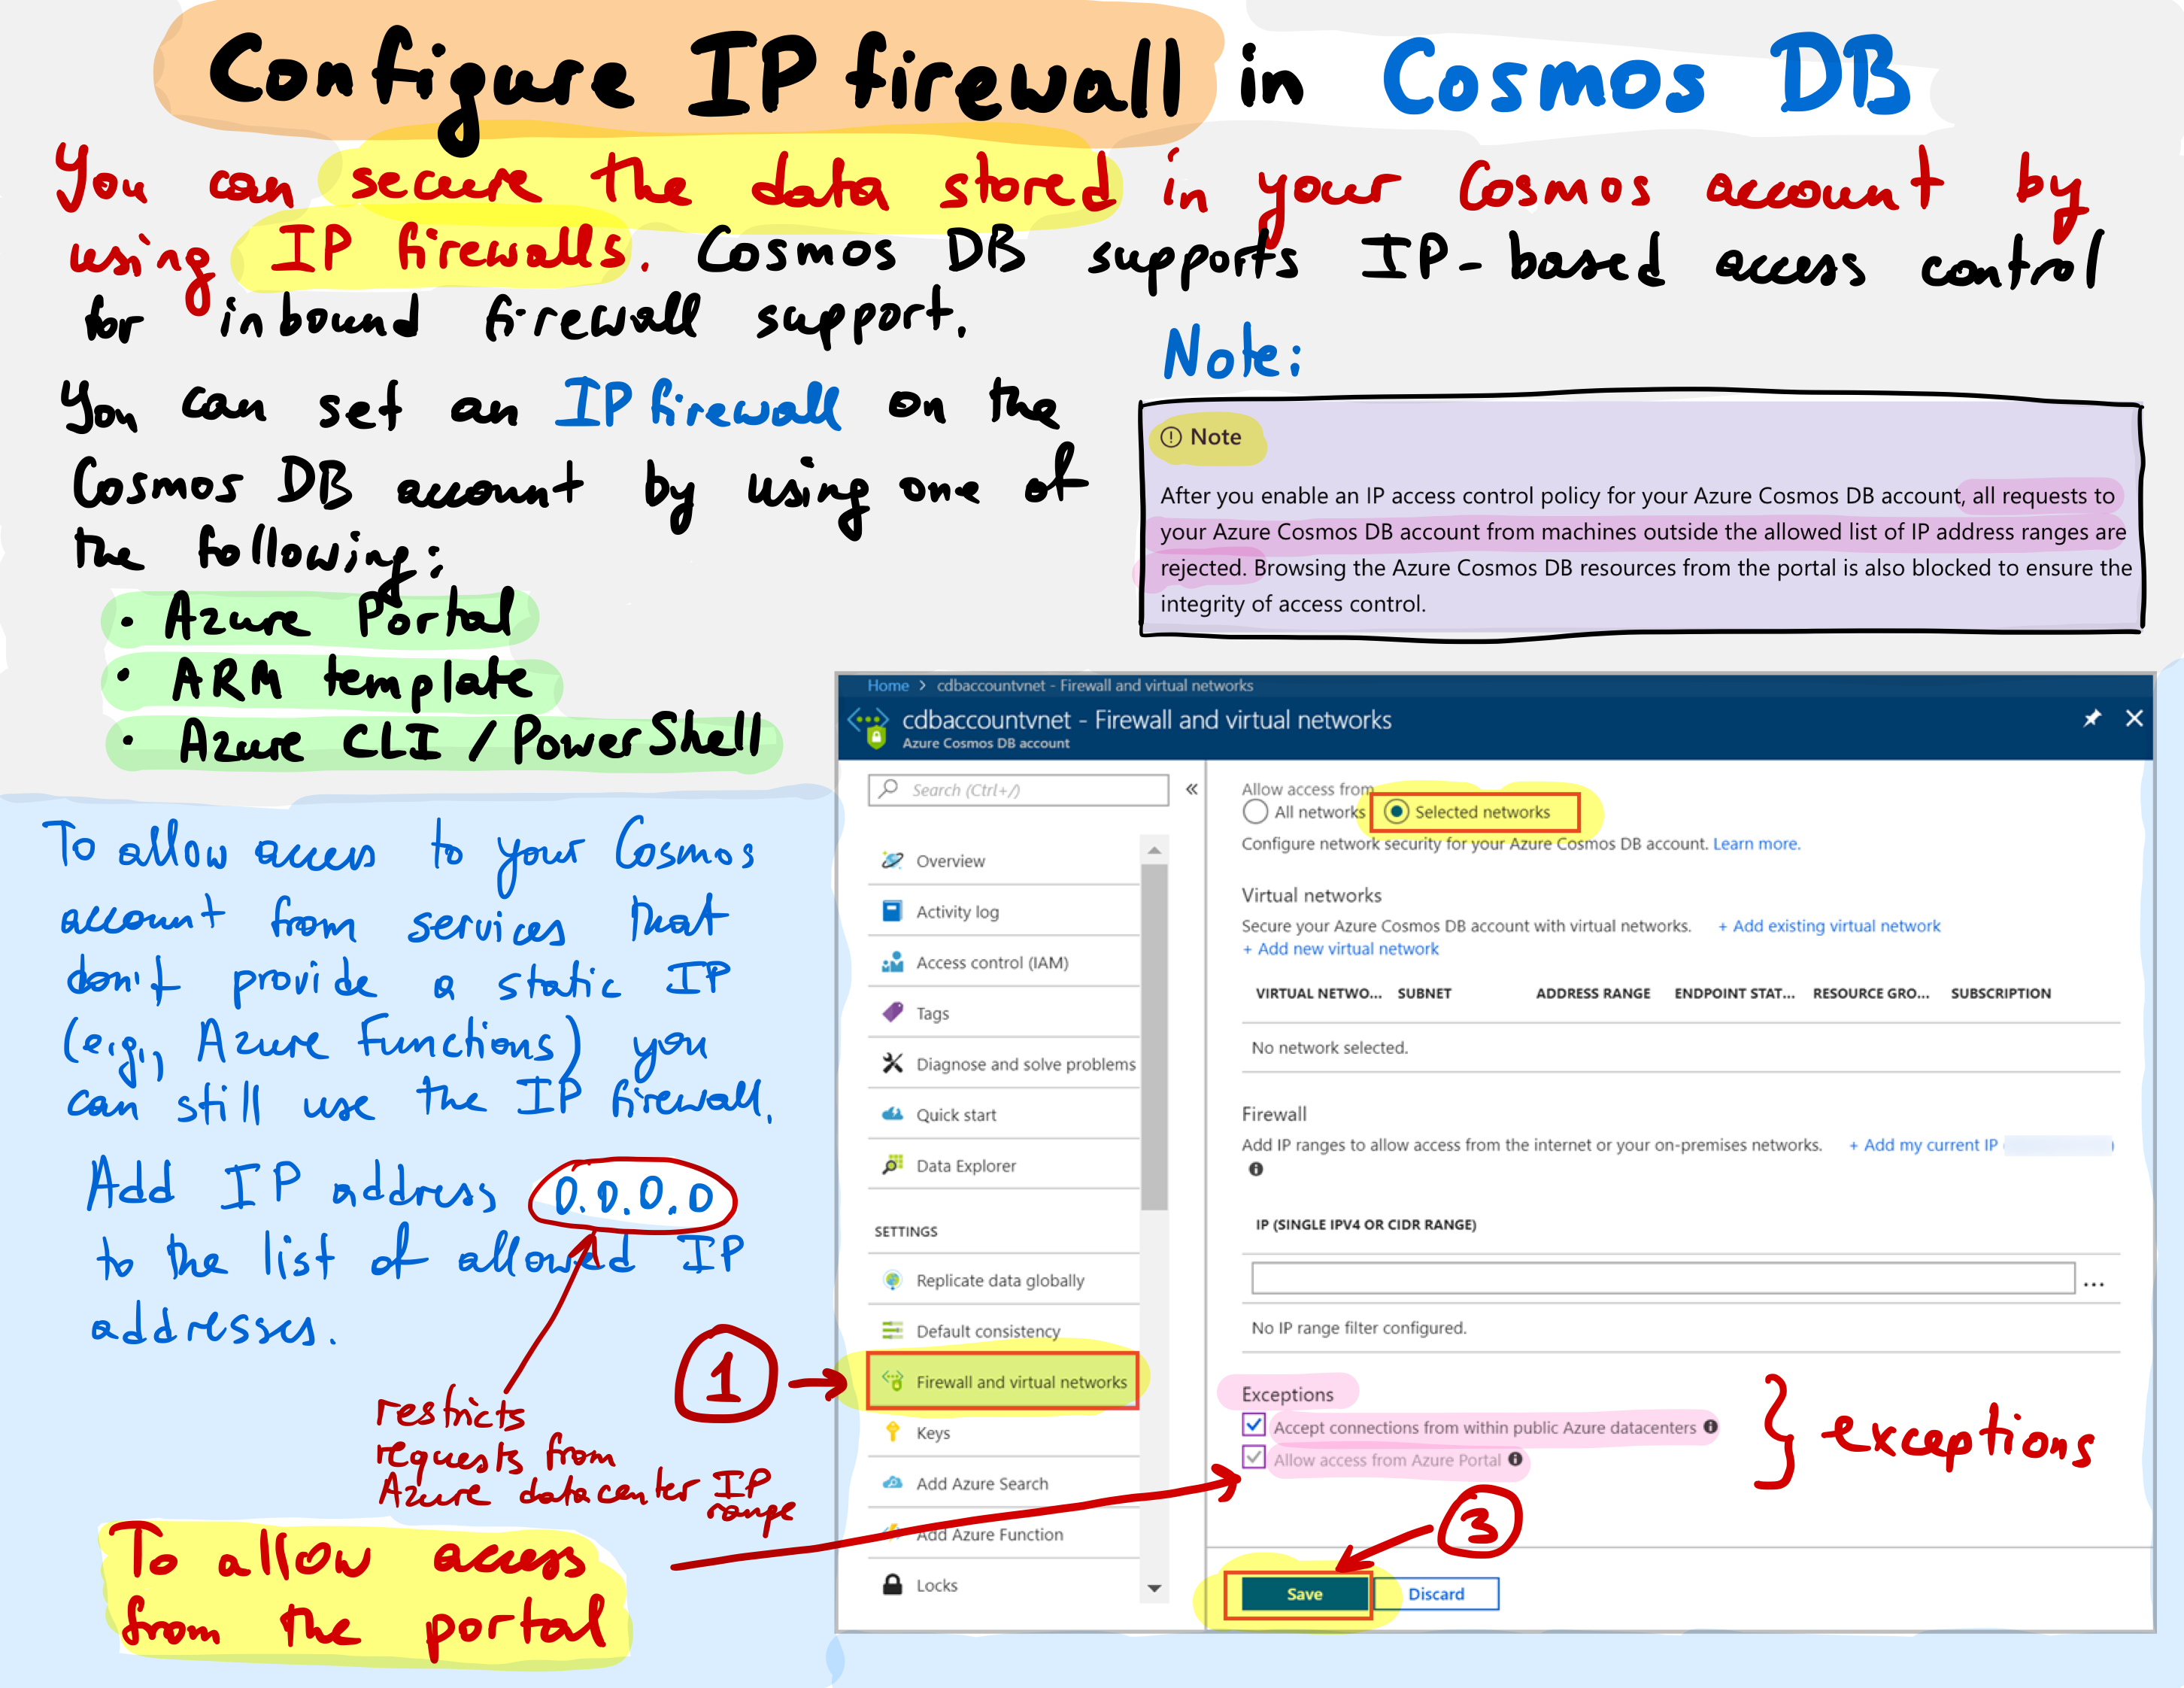 Configure IP firewall in Cosmos DB
You can secure the data stored in your Cosmos account by
using IP firewalls. Cosmos DB supports IP-based access control
for inbound firewall support.
You can set an IP firewall on the
Cosmos DB account by using one of
the following:
• Azure Portal
• ARM template
• Azure CLI / PowerShell
Note:
Note
After you enable an IP access control policy for your Azure Cosmos DB account, all requests to
your Azure Cosmos DB account from machines outside the allowed list of IP address ranges are
rejected. Browsing the Azure Cosmos DB resources from the portal is also blocked to ensure the
integrity of access control.
To allow access to your Cosmos
account from services that
don't provide a static IP
(e.g., Azure Functions) you
can still use the IP firewall.
Add IP address 0.0.0.0
to the list of allowed IP
addresses.
restricts
requests from
Azure datacenter IP
range
To allow access
from the portal
1
Home > cdbaccountvnet - Firewall and virtual networks
cdbaccountvnet - Firewall and virtual networks
Azure Cosmos DB account
Search (Ctrl+/)
«
Overview
Activity log
Access control (IAM)
Tags
Diagnose and solve problems
Quick start
Data Explorer
SETTINGS
Replicate data globally
Default consistency
Firewall and virtual networks
Keys
Add Azure Search
Add Azure Function
Locks
Allow access from
All networks Selected networks
Configure network security for your Azure Cosmos DB account. Learn more.
Virtual networks
Secure your Azure Cosmos DB account with virtual networks. + Add existing virtual network
+ Add new virtual network
VIRTUAL NETWO... SUBNET ADDRESS RANGE ENDPOINT STAT... RESOURCE GRO... SUBSCRIPTION
No network selected.
Firewall
Add IP ranges to allow access from the internet or your on-premises networks. + Add my current IP ( )
IP (SINGLE IPV4 OR CIDR RANGE)
...
No IP range filter configured.
Exceptions
Accept connections from within public Azure datacenters
Allow access from Azure Portal
} exceptions
3
Save Discard